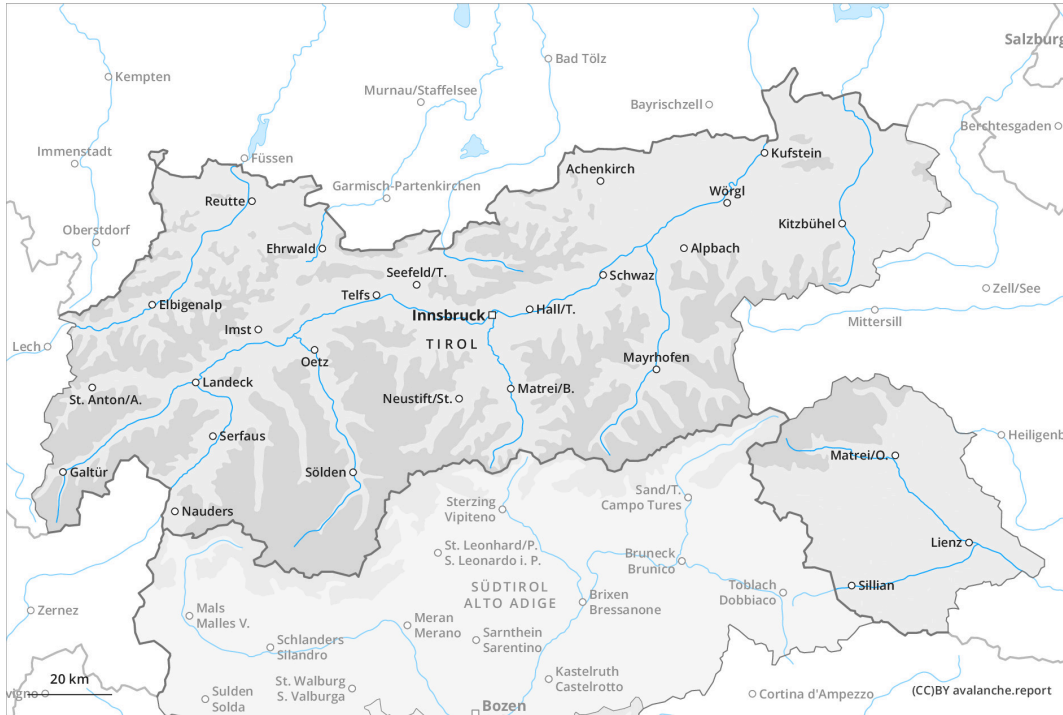 Salzburg
Kempten
Bad Tölz
Murnau/Staffelsee
Bayrischzell
Berchtesgaden
Immenstadt
Füssen
Kufstein
Achenkirch
Garmisch-Partenkirchen
Wörgl
Reutte
Oberstdorf
Kitzbühel
Ehrwald
Alpbach
Seefeld/T.
Schwaz
Zell/See
Telfs
Elbigenalp
Hall/T.
Innsbruck
Mittersill
Imst
TIROL
Lech
Oetz
Mayrhofen
Landeck
St. Anton/A.
Matrei/B.
Neustift/St.
Serfaus
Heiligenb
Matrei/O.
Galtür
Sölden
Sterzing
Vipiteno
Sand/T.
Campo Tures
Nauders
Lienz
St. Leonhard/P.
S. Leonardo i. P.
Bruneck
Brunico
SÜDTIROL
ALTO ADIGE
Toblach
Dobbiaco
Sillian
Brixen
Bressanone
Zernez
Mals
Malles V.
Meran
Merano
Sarnthein
Sarentino
Schlanders
Silandro
Kastelruth
Castelrotto
20 km
St. Walburg
S. Valburga
vigno
Sulden
Solda
Cortina d'Ampezzo
(CC)BY avalanche.report
Bozen